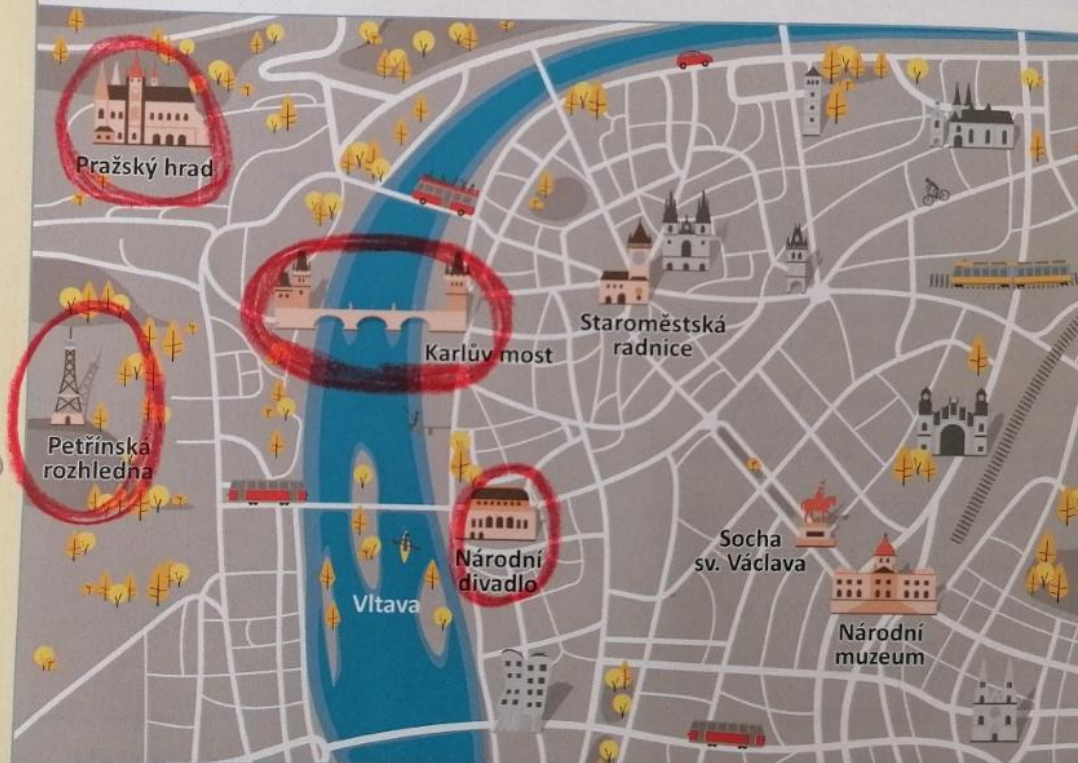 Pražský hrad
Karlův most
Staroměstská
radnice
Petřínská
rozhledna
Národní
divadlo
Socha
sv. Václava
Vltava
Národní
muzeum